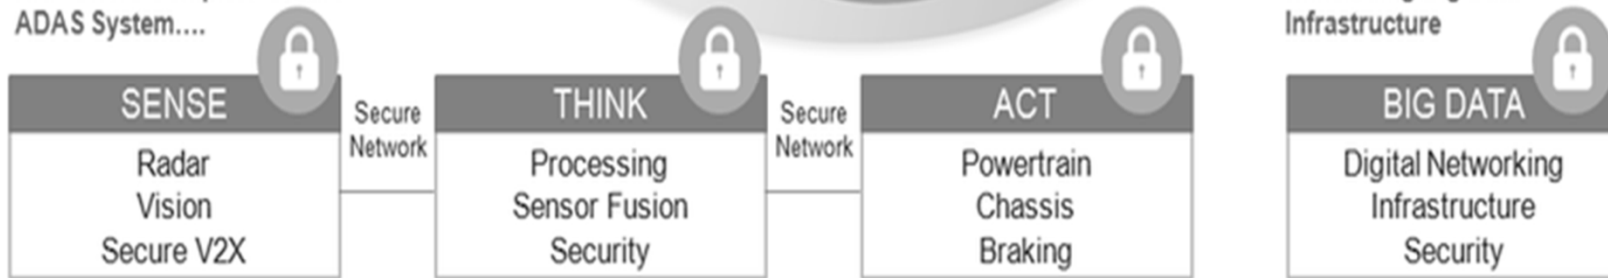 ADAS System....
Infrastructure
SENSE
Radar
Vision
Secure V2X
Secure
Network
THINK
Processing
Sensor Fusion
Security
Secure
Network
ACT
Powertrain
Chassis
Braking
BIG DATA
Digital Networking
Infrastructure
Security